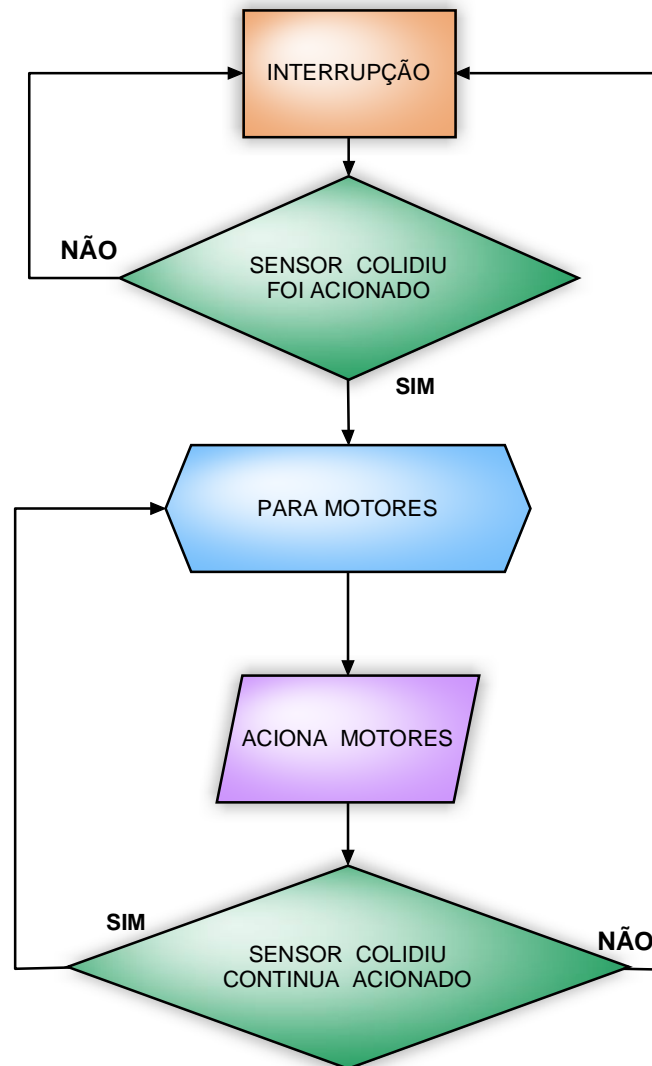 INTERRUPÇÃO
NÃO
SENSOR COLIDIU
FOI ACIONADO
SIM
PARA MOTORES
ACIONA MOTORES
SIM
SENSOR COLIDIU
CONTINUA ACIONADO
NÃO